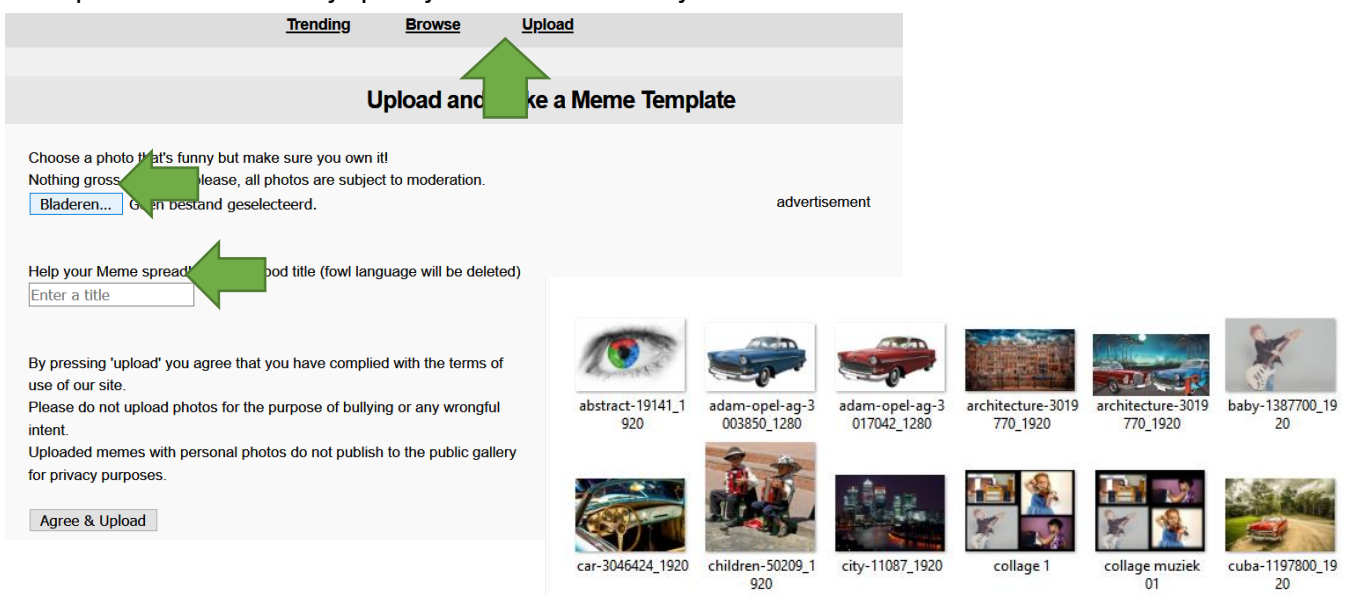 Trending Browse Upload
Upload and ke a Meme Template
Choose a photo that's funny but make sure you own it!
Nothing gross lease, all photos are subject to moderation.
Bladeren... G en bestand geselecteerd.
advertisement
Help your Meme spread! ood title (fowl language will be deleted)
Enter a title
By pressing 'upload' you agree that you have complied with the terms of
use of our site.
Please do not upload photos for the purpose of bullying or any wrongful
intent.
Uploaded memes with personal photos do not publish to the public gallery
for privacy purposes.
Agree & Upload
abstract-19141_1
920
adam-opel-ag-3
003850_1280
adam-opel-ag-3
017042_1280
architecture-3019
770_1920
architecture-3019
770_1920
baby-1387700_19
20
car-3046424_1920
children-50209_1
920
city-11087_1920
collage 1
collage muziek
01
cuba-1197800_19
20